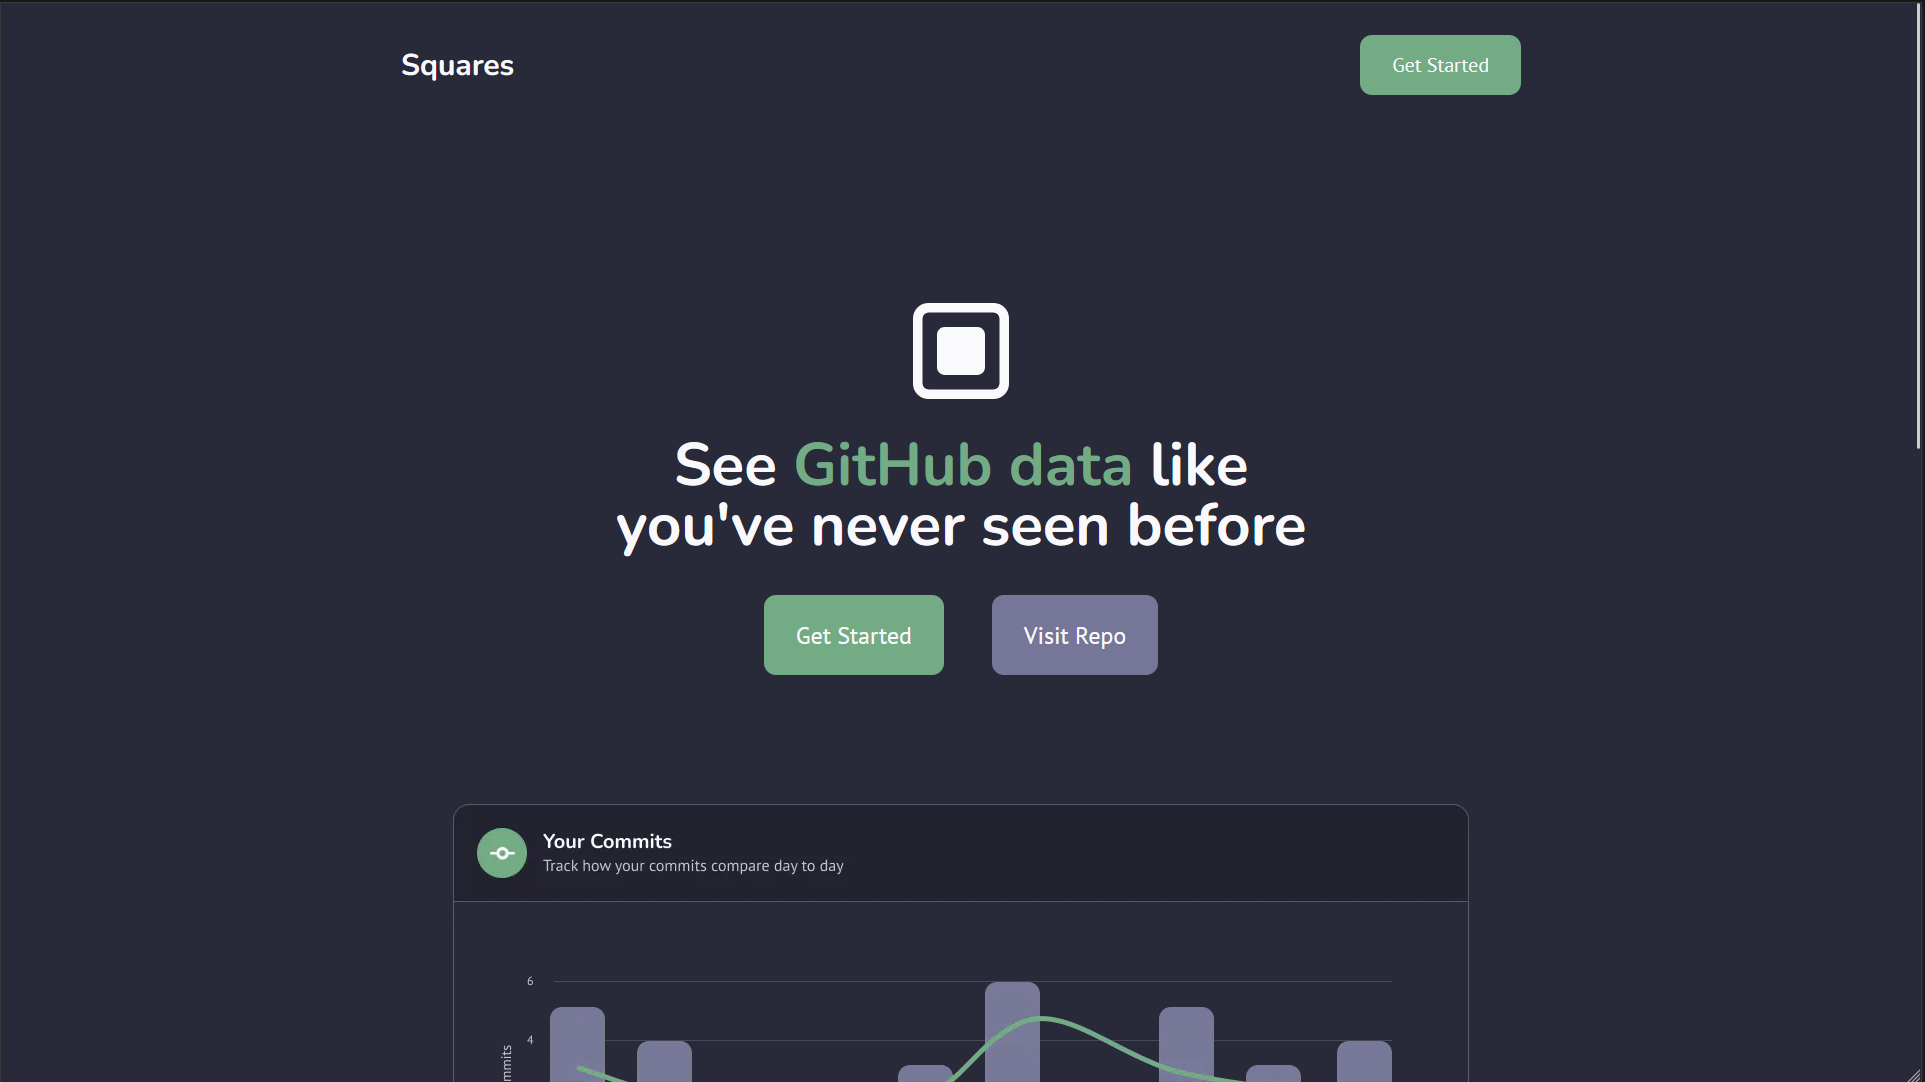 Squares
Get Started
See GitHub data like
you've never seen before
Get Started
Visit Repo
Your Commits
Track how your commits compare day to day
6
4
mmits